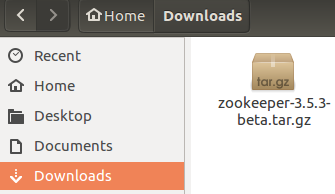 Home Downloads
Recent
Home
Desktop
Documents
Downloads
tar.gz
zookeeper-3.5.3-
beta.tar.gz